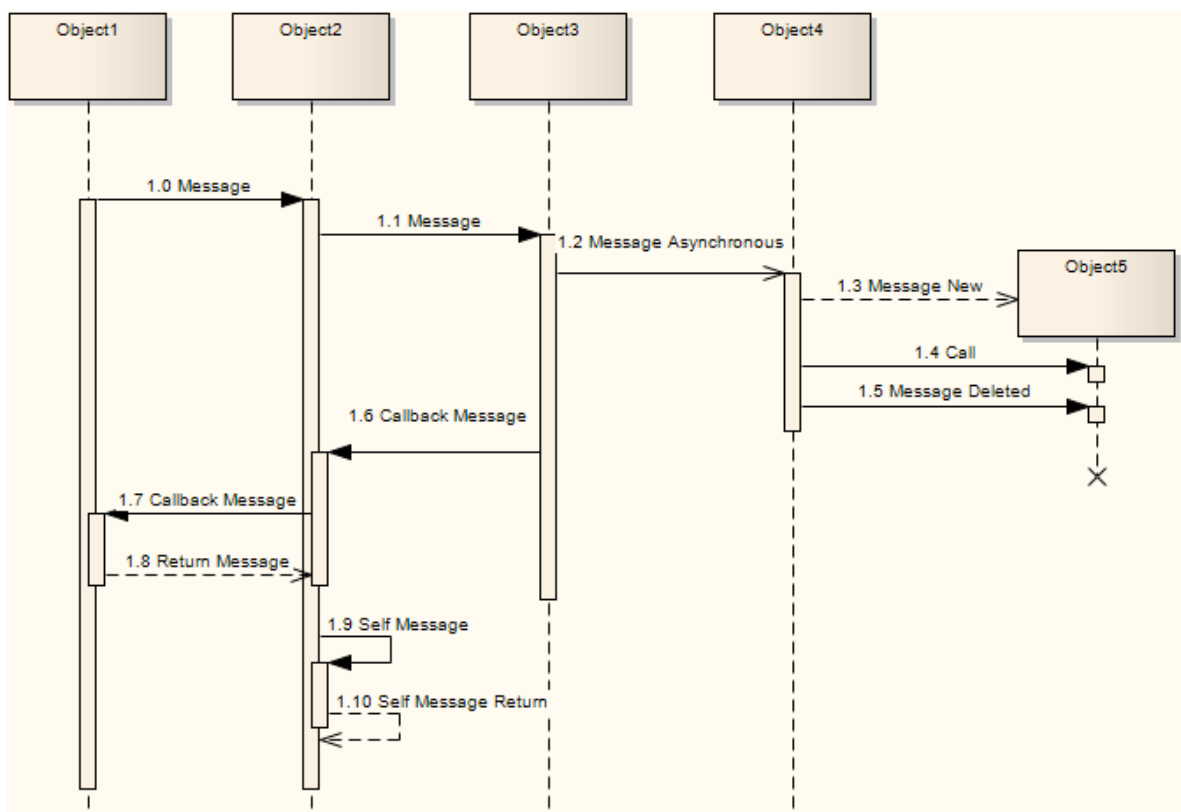 Object1
Object2
Object3
Object4
1.0 Message
1.1 Message
1.2 Message Asynchronous
Object5
1.3 Message New
1.4 Call
1.5 Message Deleted
1.6 Callback Message
1.7 Callback Message
1.8 Return Message
1.9 Self Message
1.10 Self Message Return